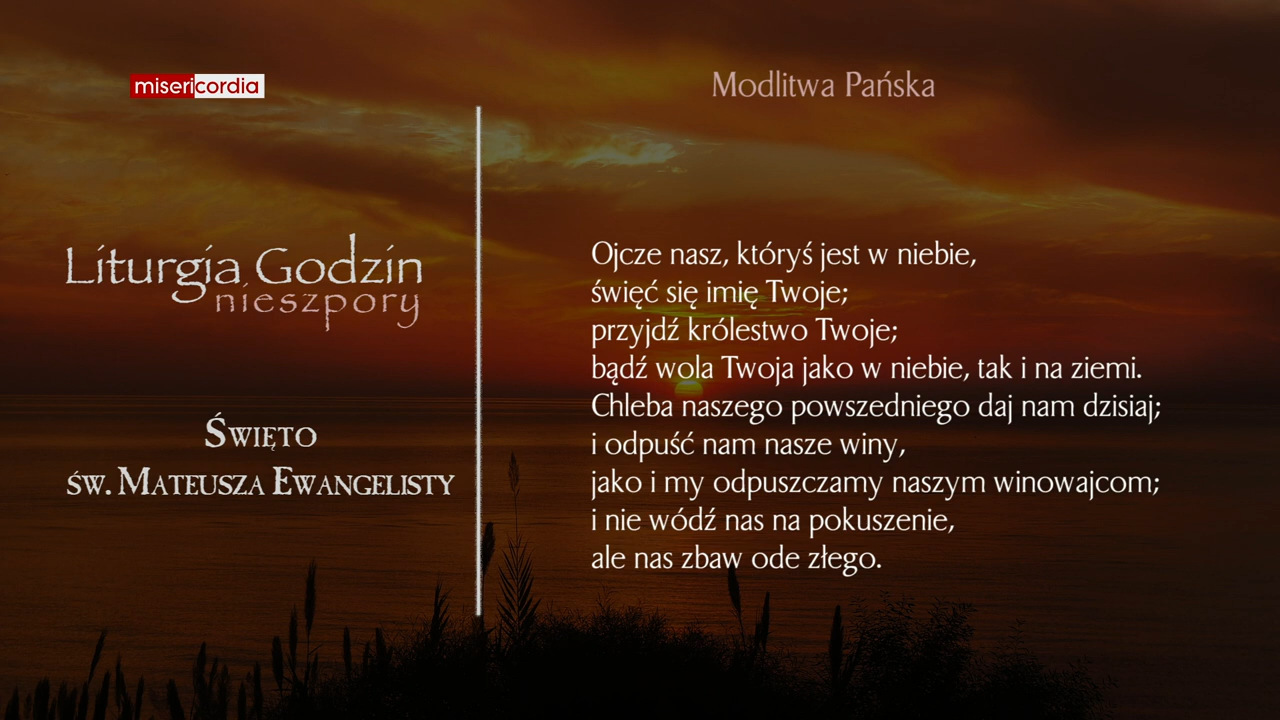 misericordia
Liturgia Godzin
nieszpory
Święto
św. Mateusza Ewangelisty
Modlitwa Pańska
Ojcze nasz, któryś jest w niebie,
święć się imię Twoje;
przyjdź królestwo Twoje;
bądź wola Twoja jako w niebie, tak i na ziemi.
Chleba naszego powszedniego daj nam dzisiaj;
i odpuść nam nasze winy,
jako i my odpuszczamy naszym winowajcom;
i nie wódź nas na pokuszenie,
ale nas zbaw ode złego.